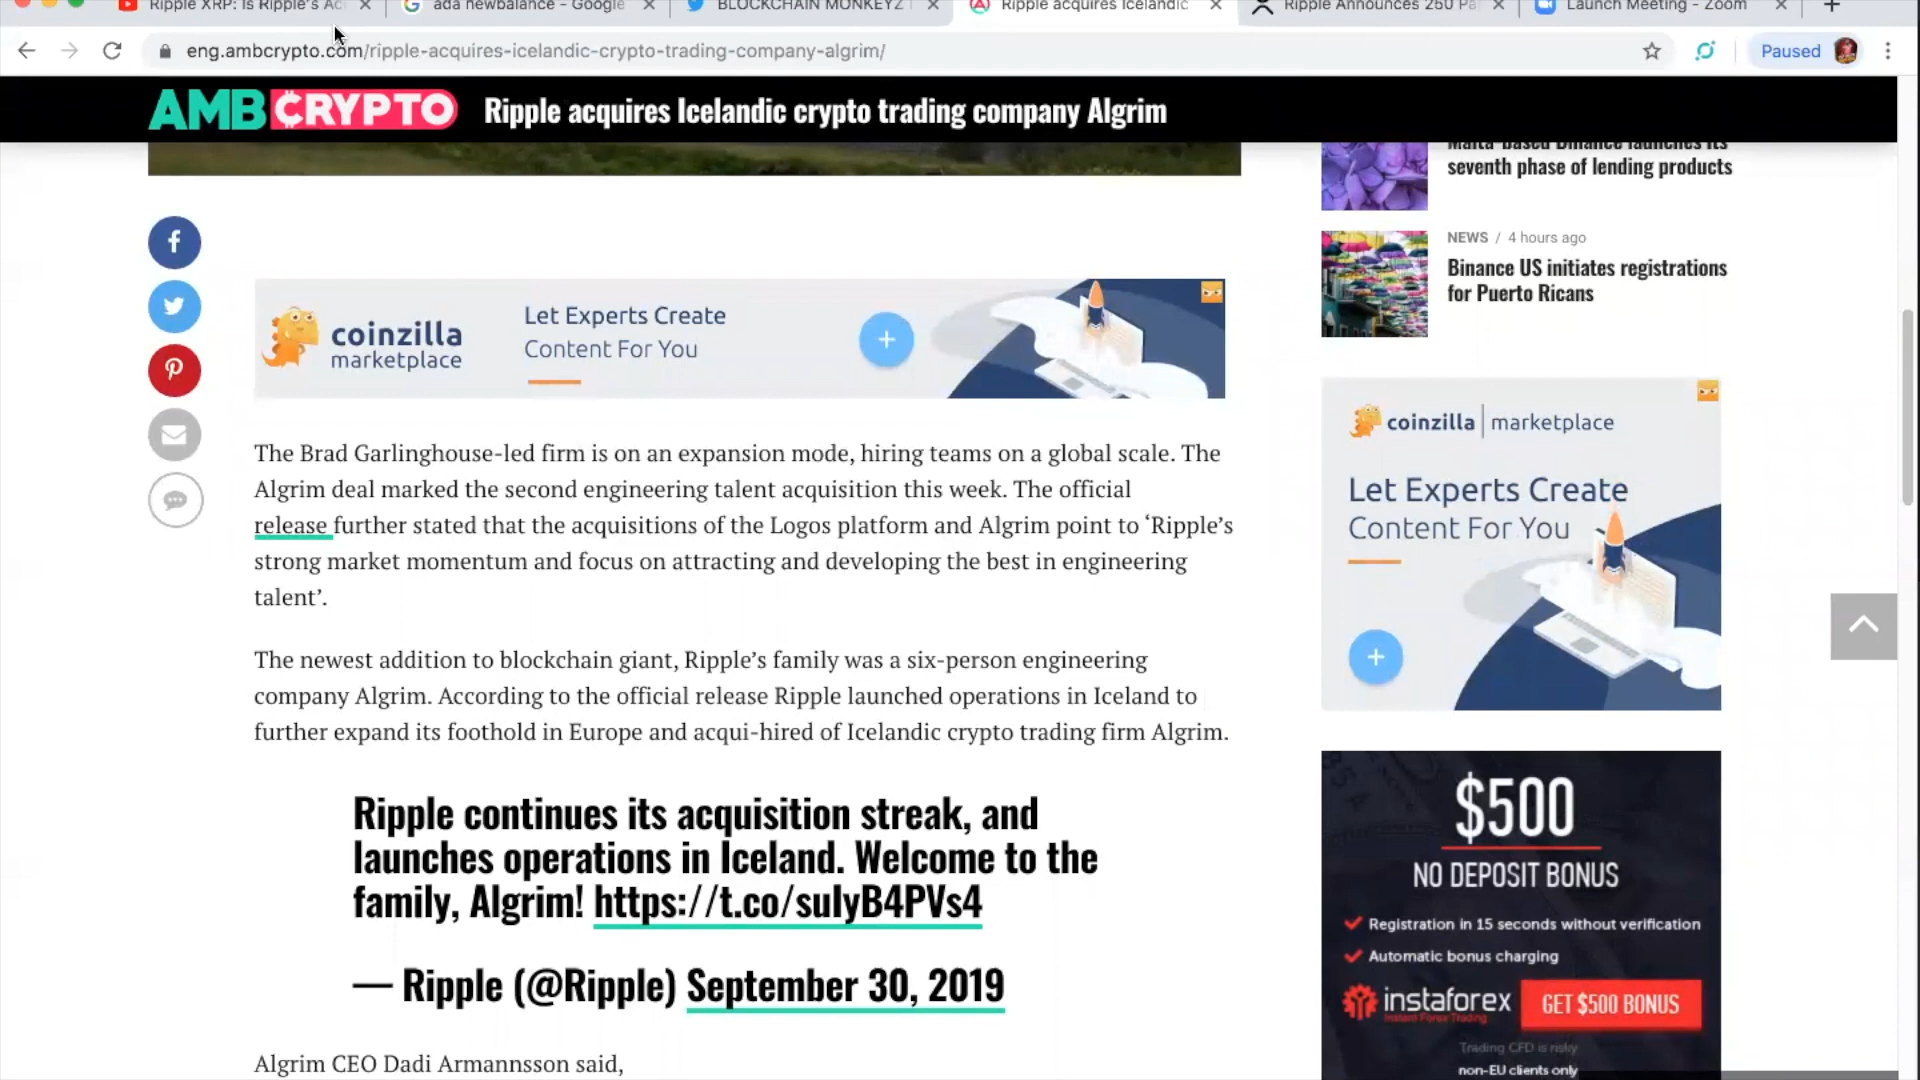 Ripple XRP: Is Ripple's Ac
ada newbalance - Google
BLOCKCHAIN MONKEYZ
Ripple acquires Icelandic
Ripple Announces 250 Pa
Launch Meeting - Zoom
eng.ambcrypto.com/ripple-acquires-icelandic-crypto-trading-company-algrim/
Paused
AMBCRYPTO
Ripple acquires Icelandic crypto trading company Algrim
Malta-based Binance launches its
seventh phase of lending products
NEWS / 4 hours ago
Binance US initiates registrations
for Puerto Ricans
coinzilla
marketplace
Let Experts Create
Content For You
The Brad Garlinghouse-led firm is on an expansion mode, hiring teams on a global scale. The
Algrim deal marked the second engineering talent acquisition this week. The official
release further stated that the acquisitions of the Logos platform and Algrim point to ‘Ripple’s
strong market momentum and focus on attracting and developing the best in engineering
talent’.
The newest addition to blockchain giant, Ripple’s family was a six-person engineering
company Algrim. According to the official release Ripple launched operations in Iceland to
further expand its foothold in Europe and acqui-hired of Icelandic crypto trading firm Algrim.
Ripple continues its acquisition streak, and
launches operations in Iceland. Welcome to the
family, Algrim! https://t.co/sulyB4PVs4
— Ripple (@Ripple) September 30, 2019
Algrim CEO Dadi Armannsson said,
coinzilla marketplace
Let Experts Create
Content For You
$500
NO DEPOSIT BONUS
Registration in 15 seconds without verification
Automatic bonus charging
instaforex
Instant Forex Trading
GET $500 BONUS
Trading CFD is risky
non-EU clients only